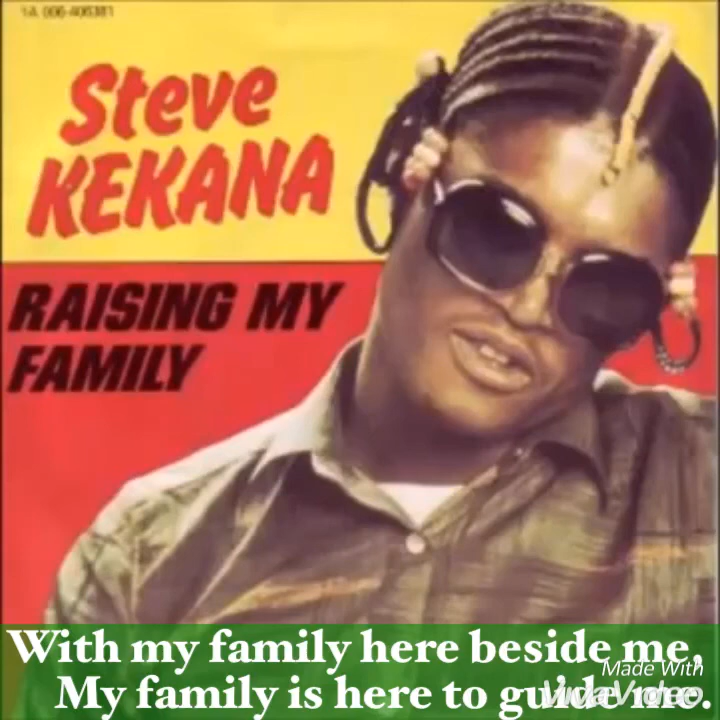 1A 006-406381
Steve
KEKANA
RAISING MY
FAMILY
With my family here beside me,
Made With
My family is here to guide me.
VivaVideo